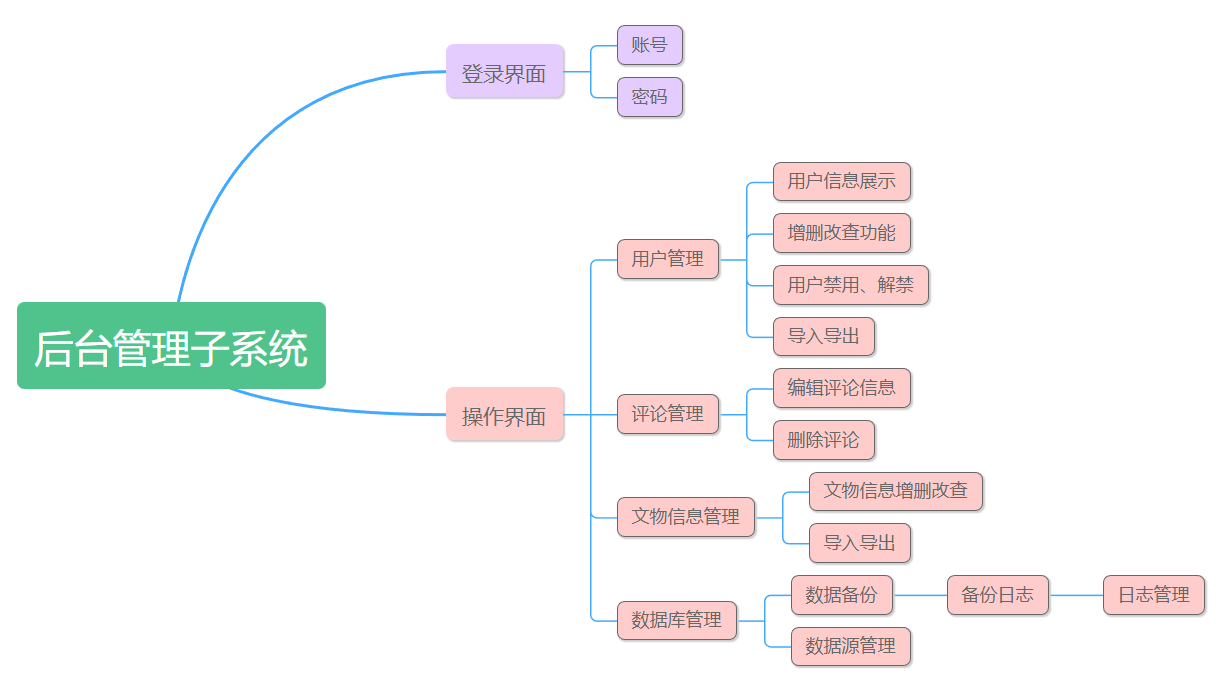 后台管理子系统
登录界面
账号
密码
操作界面
用户管理
用户信息展示
增删改查功能
用户禁用、解禁
导入导出
评论管理
编辑评论信息
删除评论
文物信息管理
文物信息增删改查
导入导出
数据库管理
数据备份
备份日志
日志管理
数据源管理